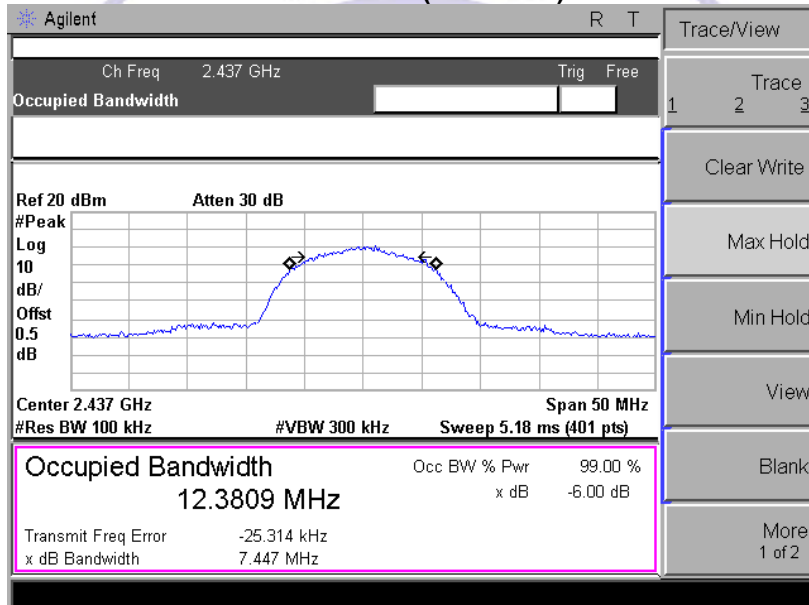 Agilent R T
Trace/View
Ch Freq 2.437 GHz Trig Free
Occupied Bandwidth
Trace
1 2 3
Clear Write
Ref 20 dBm Atten 30 dB
#Peak
Log
10
dB/
Offst
0.5
dB
Max Hold
Min Hold
View
Center 2.437 GHz Span 50 MHz
#Res BW 100 kHz #VBW 300 kHz Sweep 5.18 ms (401 pts)
Occupied Bandwidth
12.3809 MHz
Occ BW % Pwr 99.00 %
x dB -6.00 dB
Transmit Freq Error -25.314 kHz
x dB Bandwidth 7.447 MHz
Blank
More
1 of 2